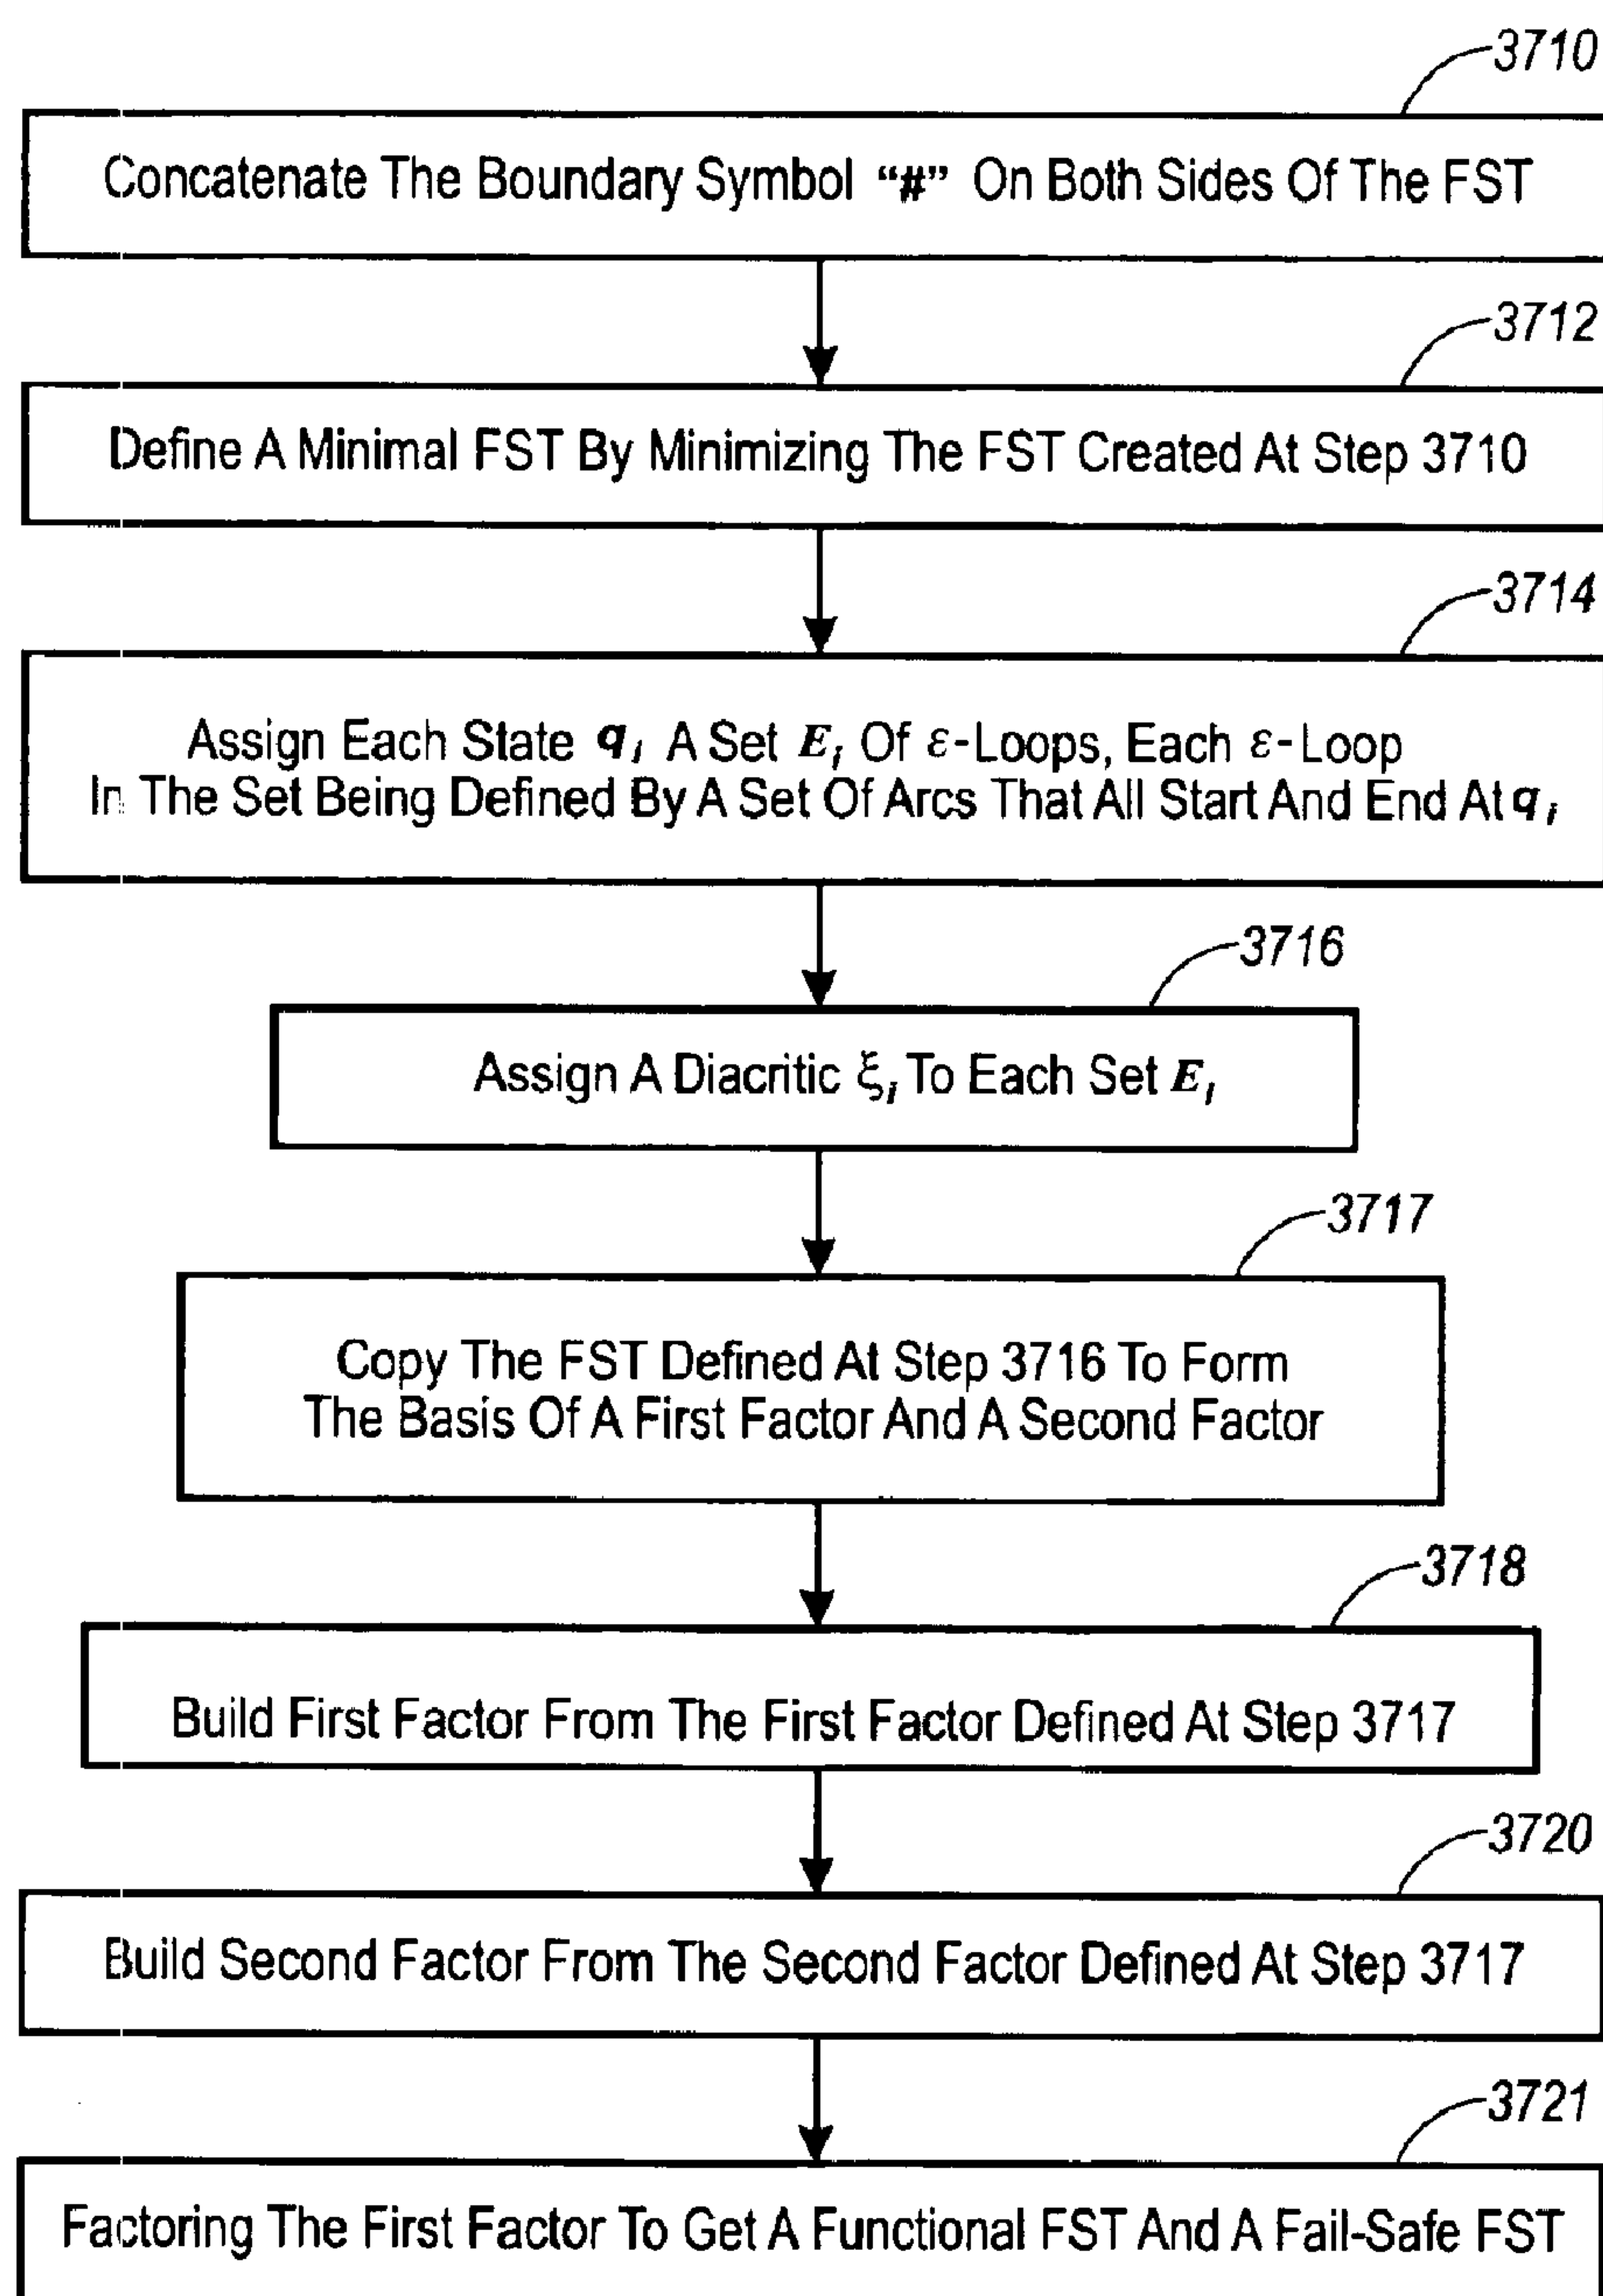 3710
Concatenate The Boundary Symbol “#” On Both Sides Of The FST
3712
Define A Minimal FST By Minimizing The FST Created At Step 3710
3714
Assign Each State qi A Set Ei Of ε-Loops, Each ε-Loop
In The Set Being Defined By A Set Of Arcs That All Start And End At qi
3716
Assign A Diacritic ξi To Each Set Ei
3717
Copy The FST Defined At Step 3716 To Form
The Basis Of A First Factor And A Second Factor
3718
Build First Factor From The First Factor Defined At Step 3717
3720
Build Second Factor From The Second Factor Defined At Step 3717
3721
Factoring The First Factor To Get A Functional FST And A Fail-Safe FST